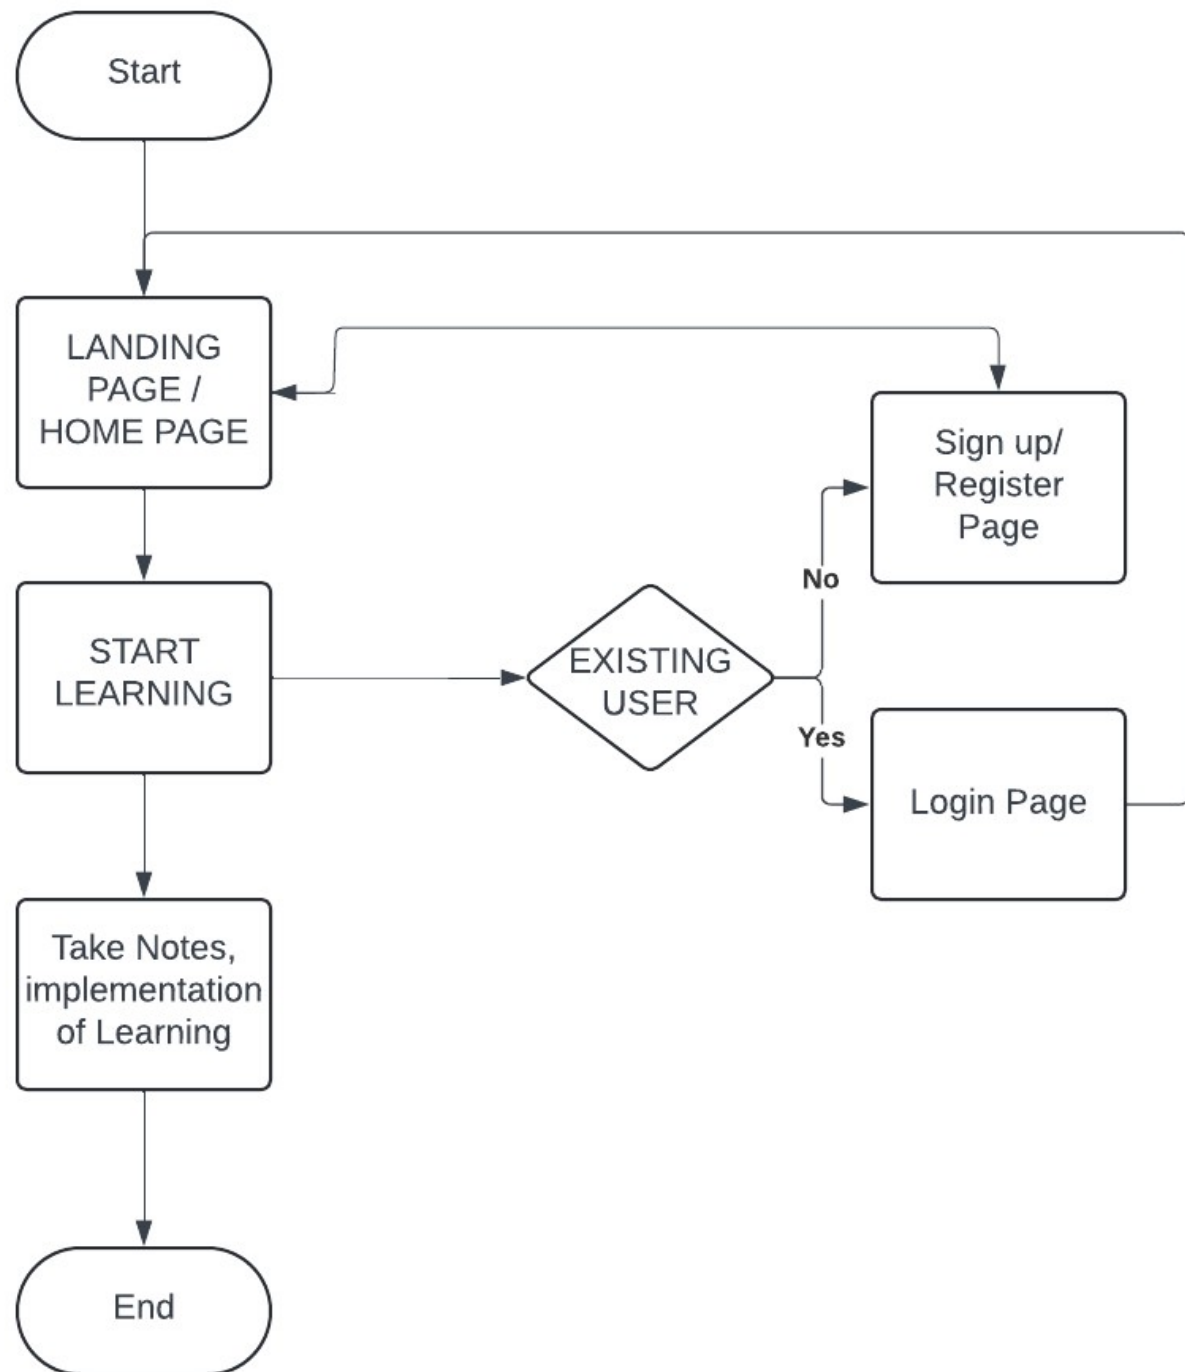 Start
LANDING
PAGE /
HOME PAGE
Sign up/
Register
Page
No
START
LEARNING
EXISTING
USER
Yes
Login Page
Take Notes,
implementation
of Learning
End